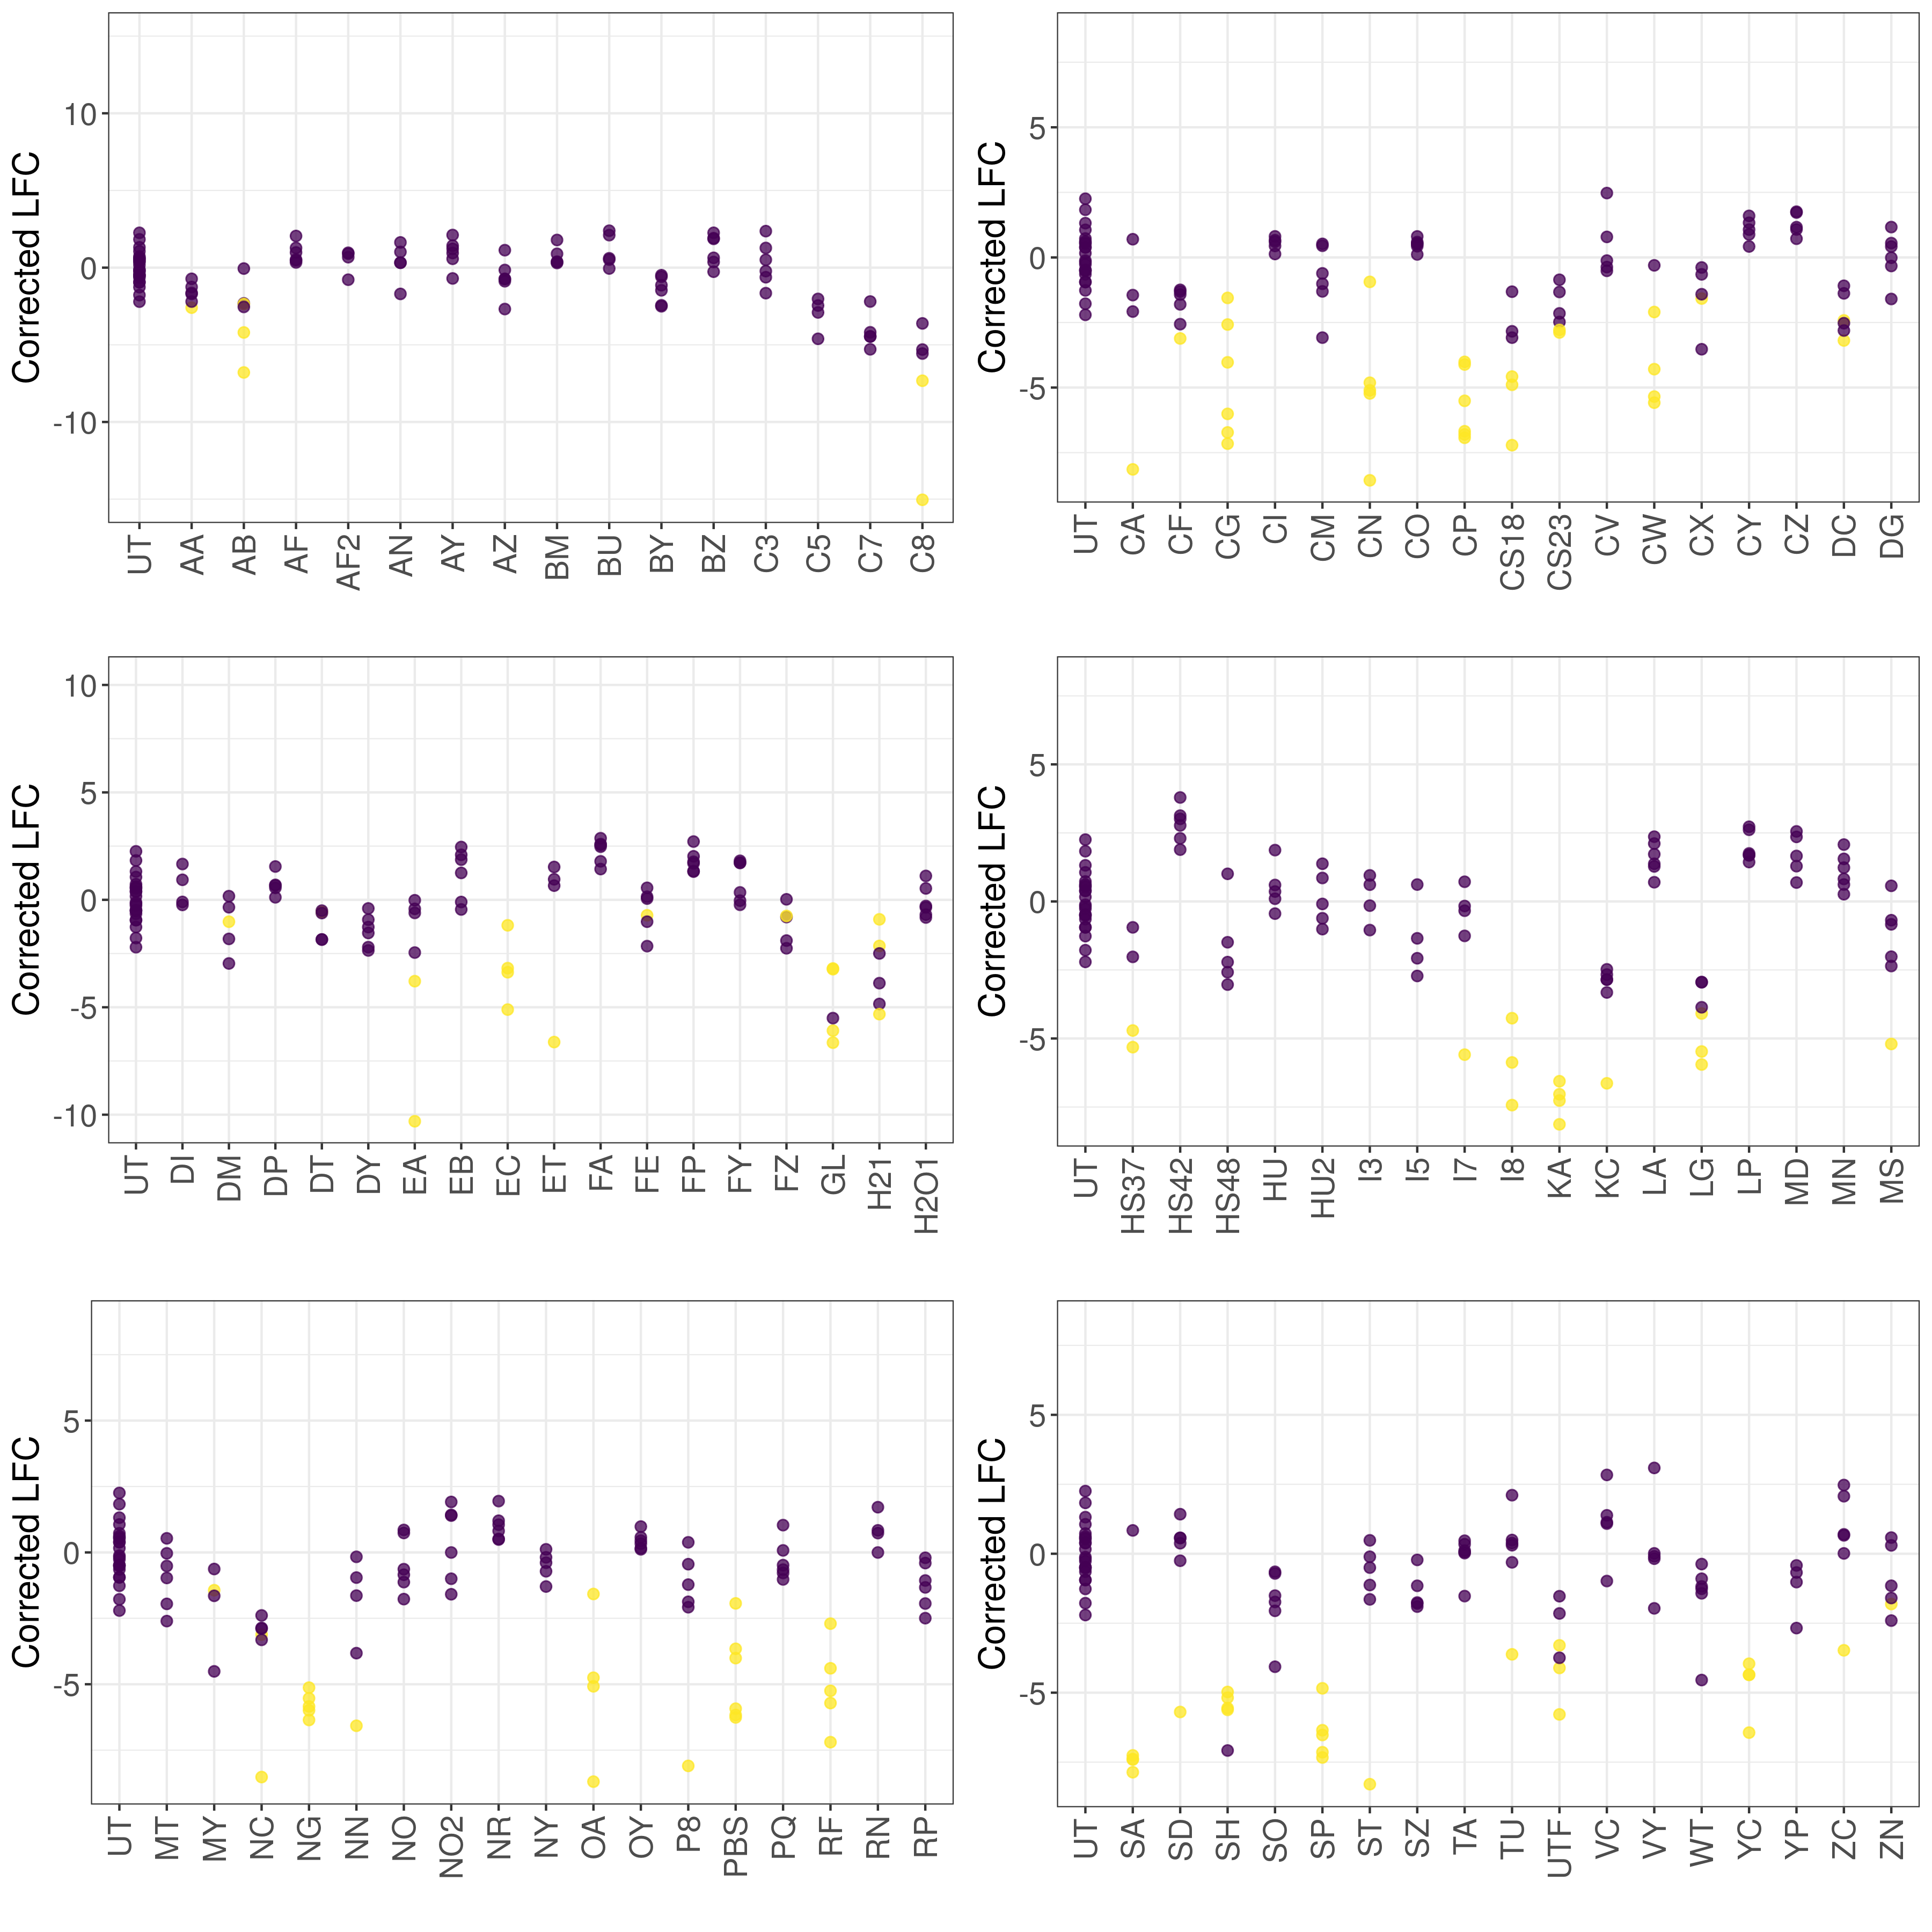 Corrected LFC
10
0
-10
UT AA AB AF AF2 AN AY AZ BM BU BY BZ C3 C5 C7 C8
Corrected LFC
5
0
-5
UT CA CF CG CI CM CN CO CP CS18 CS23 CV CW CX CY CZ DC DG
Corrected LFC
10
5
0
-5
-10
UT DI DM DP DT DY EA EB EC ET FA FE FP FY FZ GL H21 H2O1
Corrected LFC
5
0
-5
UT HS37 HS42 HS48 HU HU2 I3 I5 I7 I8 KA KC LA LG LP MD MN MS
Corrected LFC
5
0
-5
UT MT MY NC NG NN NO NO2 NR NY OA OY P8 PBS PQ RF RN RP
Corrected LFC
5
0
-5
UT SA SD SH SO SP ST SZ TA TU UTF VC VY WT YC YP ZC ZN